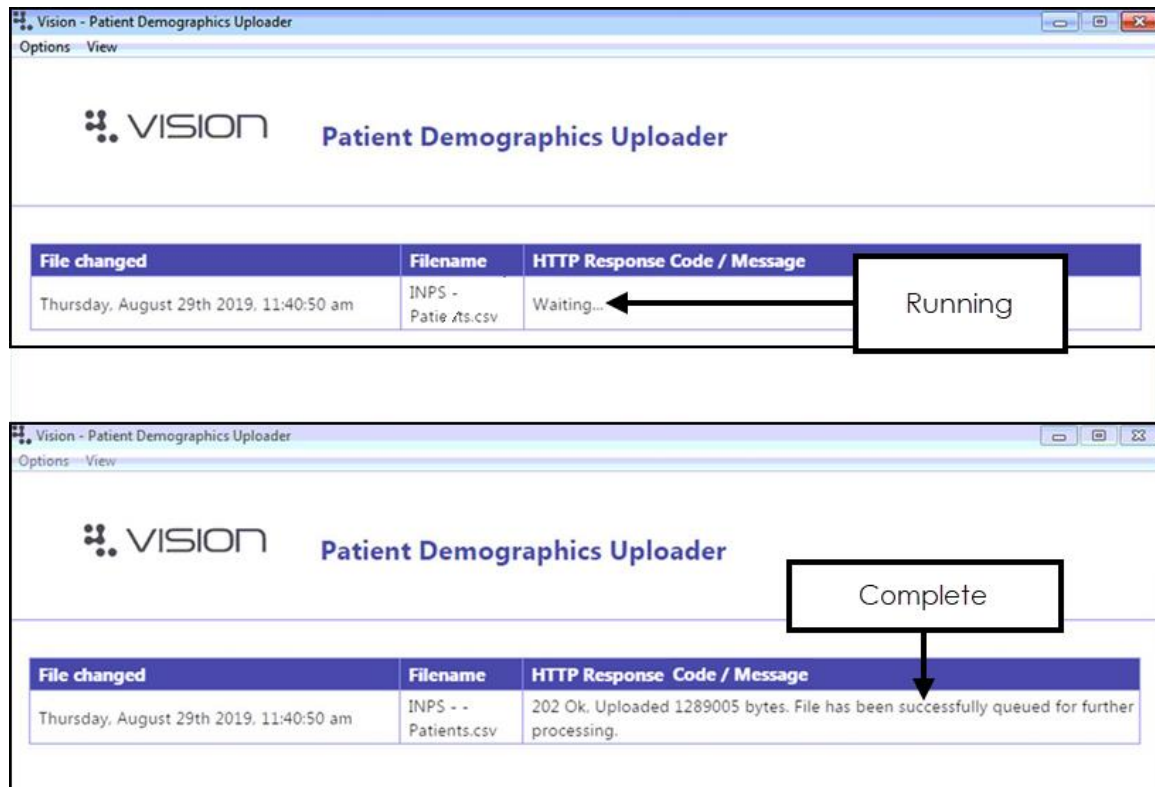 Vision - Patient Demographics Uploader
Options View
VISION
Patient Demographics Uploader
File changed Filename HTTP Response Code / Message
Thursday, August 29th 2019, 11:40:50 am INPS - Waiting...
ts.csv
Running
Vision - Patient Demographics Uploader
Options View
VISION
Patient Demographics Uploader
Complete
File changed Filename HTTP Response Code / Message
Thursday, August 29th 2019, 11:40:50 am INPS - - 202 Ok. Uploaded 1289005 bytes. File has been successfully queued for further
Patients.csv processing.